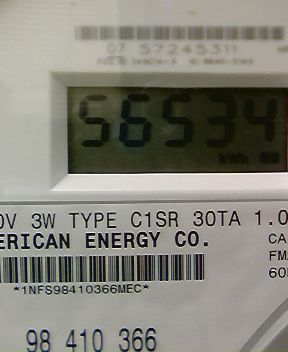 07 57245311
56534
kWh
0V 3W TYPE C1SR 30TA 1.0
ERICAN ENERGY CO.
CA
FM
60
*1NFS98410366MEC*
98 410 366